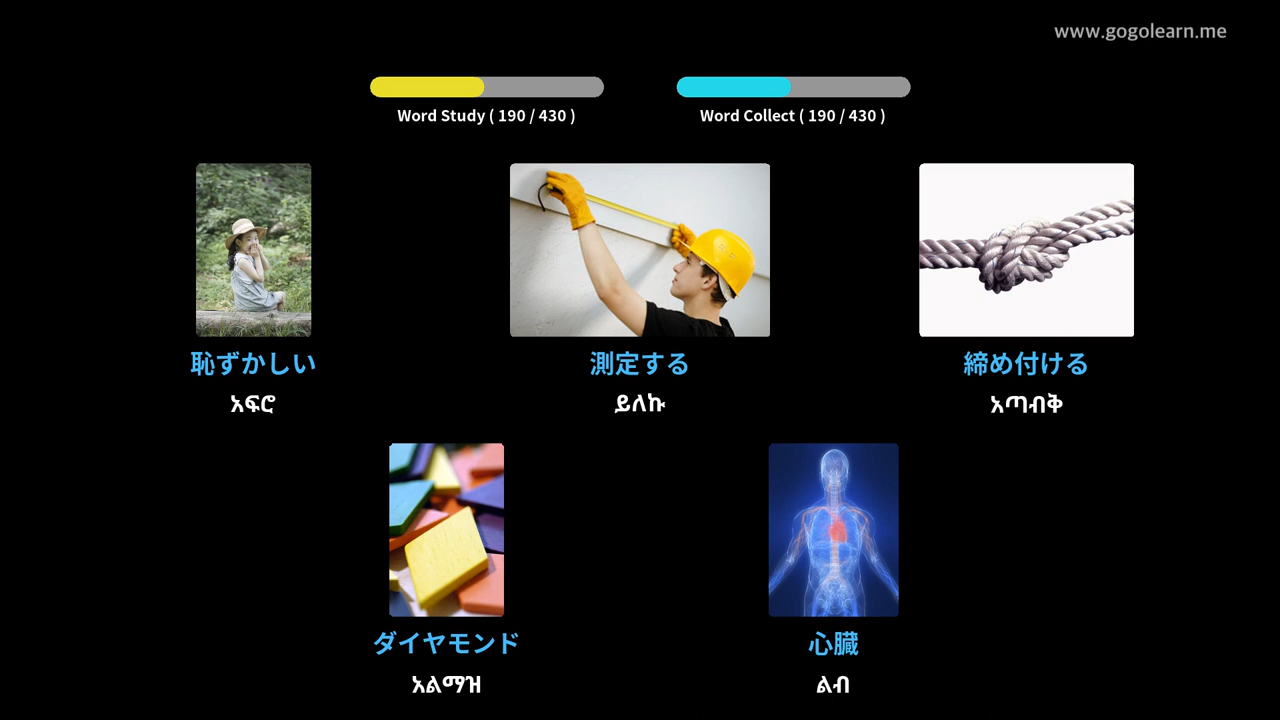 www.gogolearn.me
Word Study ( 190 / 430 )
Word Collect ( 190 / 430 )
恥ずかしい
測定する
締め付ける
አፍሮ
ይለኩ
አጣብቅ
ダイヤモンド
心臓
አልማዝ
ልብ